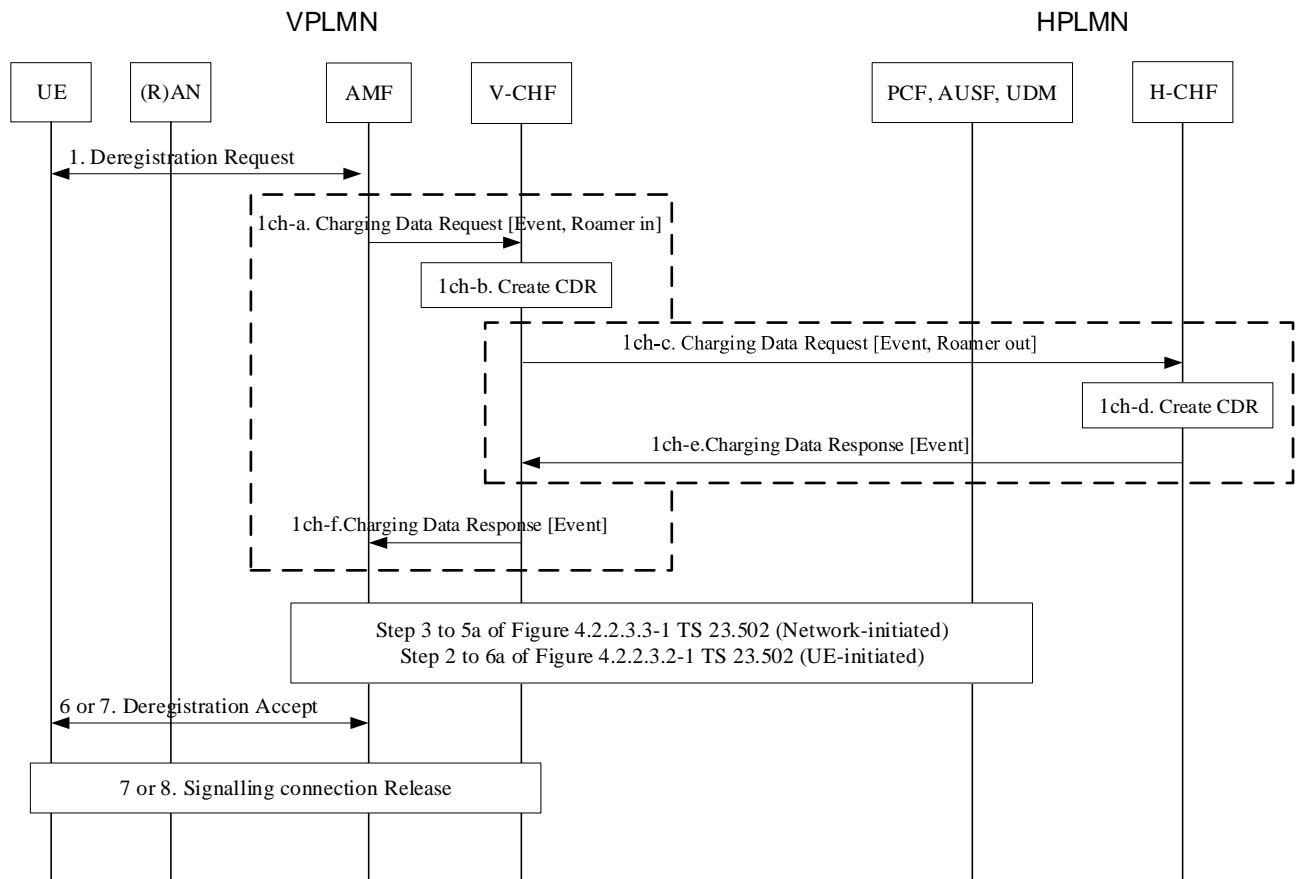 VPLMN
HPLMN
UE
(R)AN
AMF
V-CHF
PCF, AUSF, UDM
H-CHF
1. Deregistration Request
1ch-a. Charging Data Request [Event, Roamer in]
1ch-b. Create CDR
1ch-c. Charging Data Request [Event, Roamer out]
1ch-d. Create CDR
1ch-e.Charging Data Response [Event]
1ch-f.Charging Data Response [Event]
Step 3 to 5a of Figure 4.2.2.3.3-1 TS 23.502 (Network-initiated)
Step 2 to 6a of Figure 4.2.2.3.2-1 TS 23.502 (UE-initiated)
6 or 7. Deregistration Accept
7 or 8. Signalling connection Release